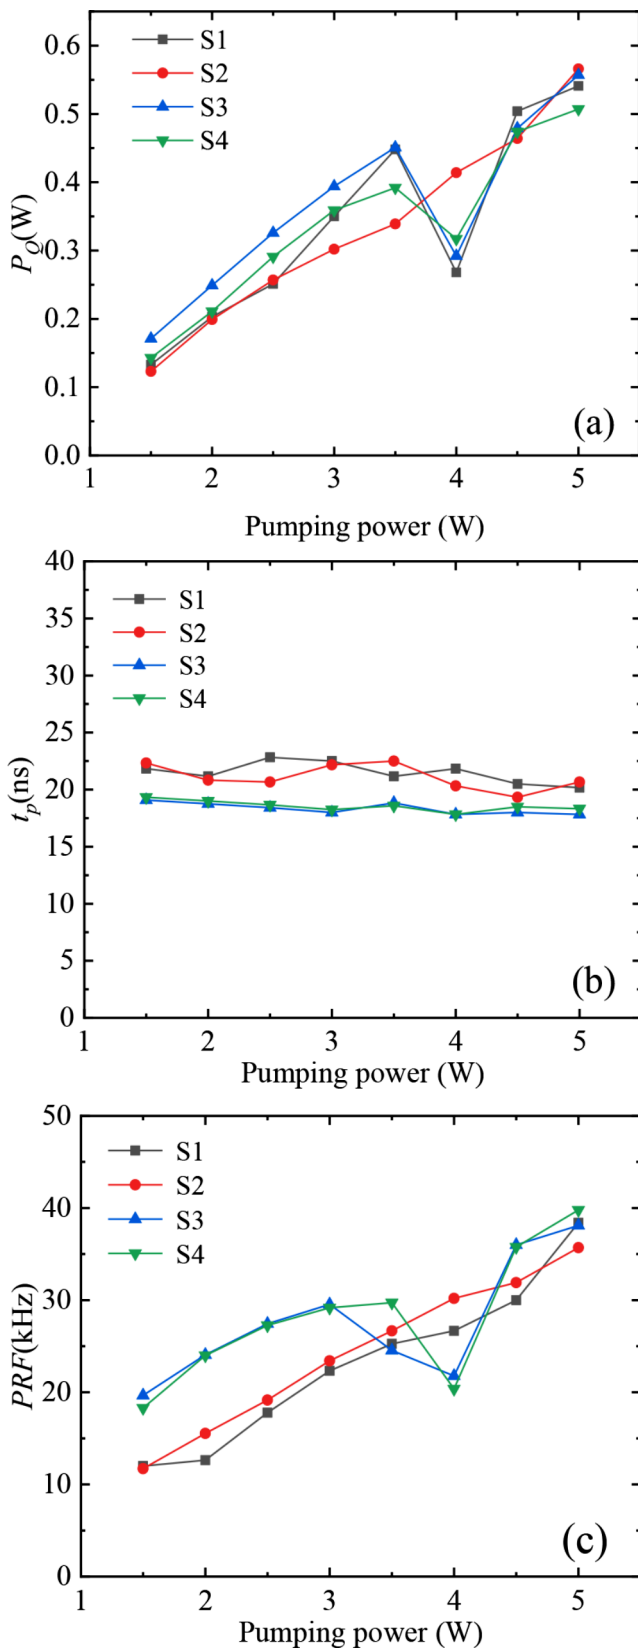 0.6
0.5
0.4
0.3
0.2
0.1
0.0
P_Q(W)
S1
S2
S3
S4
(a)
1 2 3 4 5
Pumping power (W)
40
35
30
25
20
15
10
5
0
t_p(ns)
S1
S2
S3
S4
(b)
1 2 3 4 5
Pumping power (W)
50
40
30
20
10
0
PRF(kHz)
S1
S2
S3
S4
(c)
1 2 3 4 5
Pumping power (W)